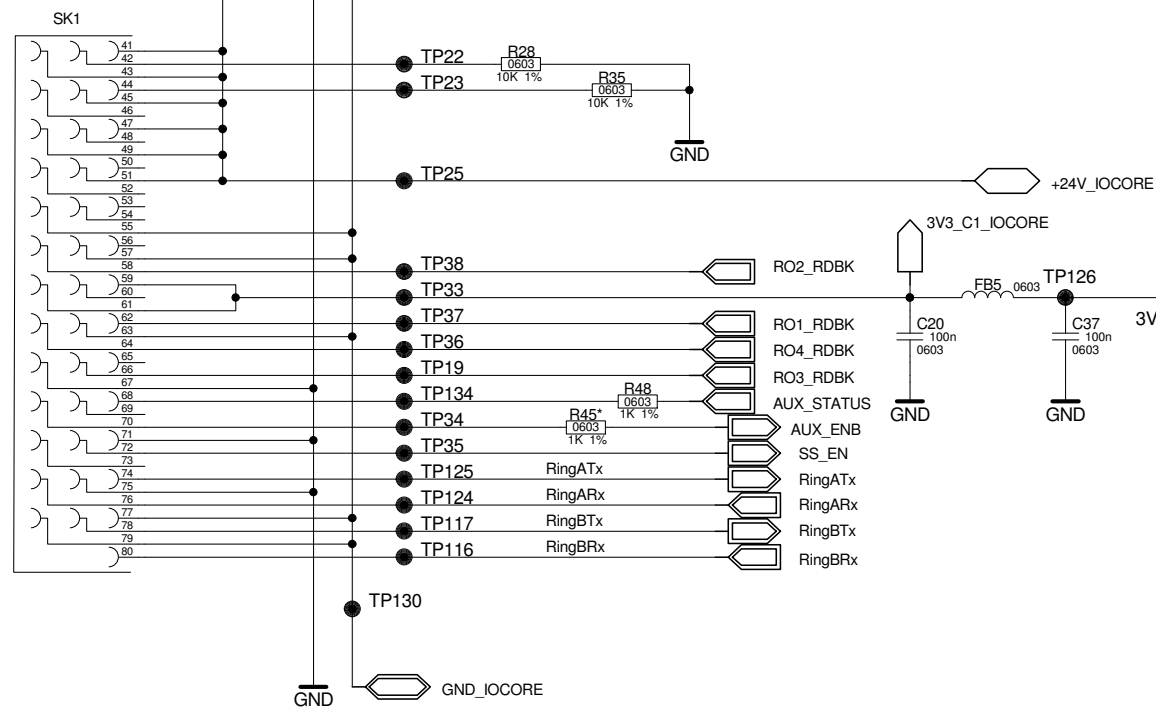 SK1
41
42
43
44
45
46
47
48
49
50
51
52
53
54
55
56
57
58
59
60
61
62
63
64
65
66
67
68
69
70
71
72
73
74
75
76
77
78
79
80
TP22
R28
0603
10K 1%
TP23
R35
0603
10K 1%
GND
TP25
+24V_IOCORE
3V3_C1_IOCORE
TP38
RO2_RDBK
TP33
FB5 0603
TP126
3V
C20
100n
0603
GND
C37
100n
0603
GND
TP37
RO1_RDBK
TP36
RO4_RDBK
TP19
RO3_RDBK
TP134
R48
0603
1K 1%
AUX_STATUS
TP34
R45*
0603
1K 1%
AUX_ENB
TP35
SS_EN
TP125
RingATx
RingATx
TP124
RingARx
RingARx
TP117
RingBTx
RingBTx
TP116
RingBRx
RingBRx
TP130
GND
GND_IOCORE